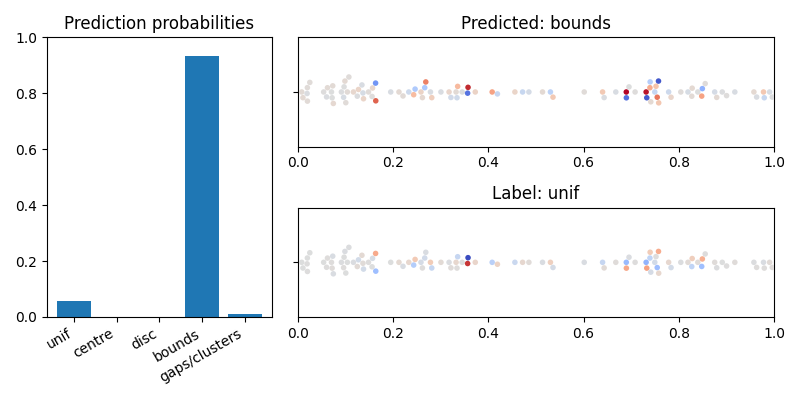 Prediction probabilities
1.0
0.8
0.6
0.4
0.2
0.0
unif
centre
disc
bounds
gaps/clusters
Predicted: bounds
0.0 0.2 0.4 0.6 0.8 1.0
Label: unif
0.0 0.2 0.4 0.6 0.8 1.0